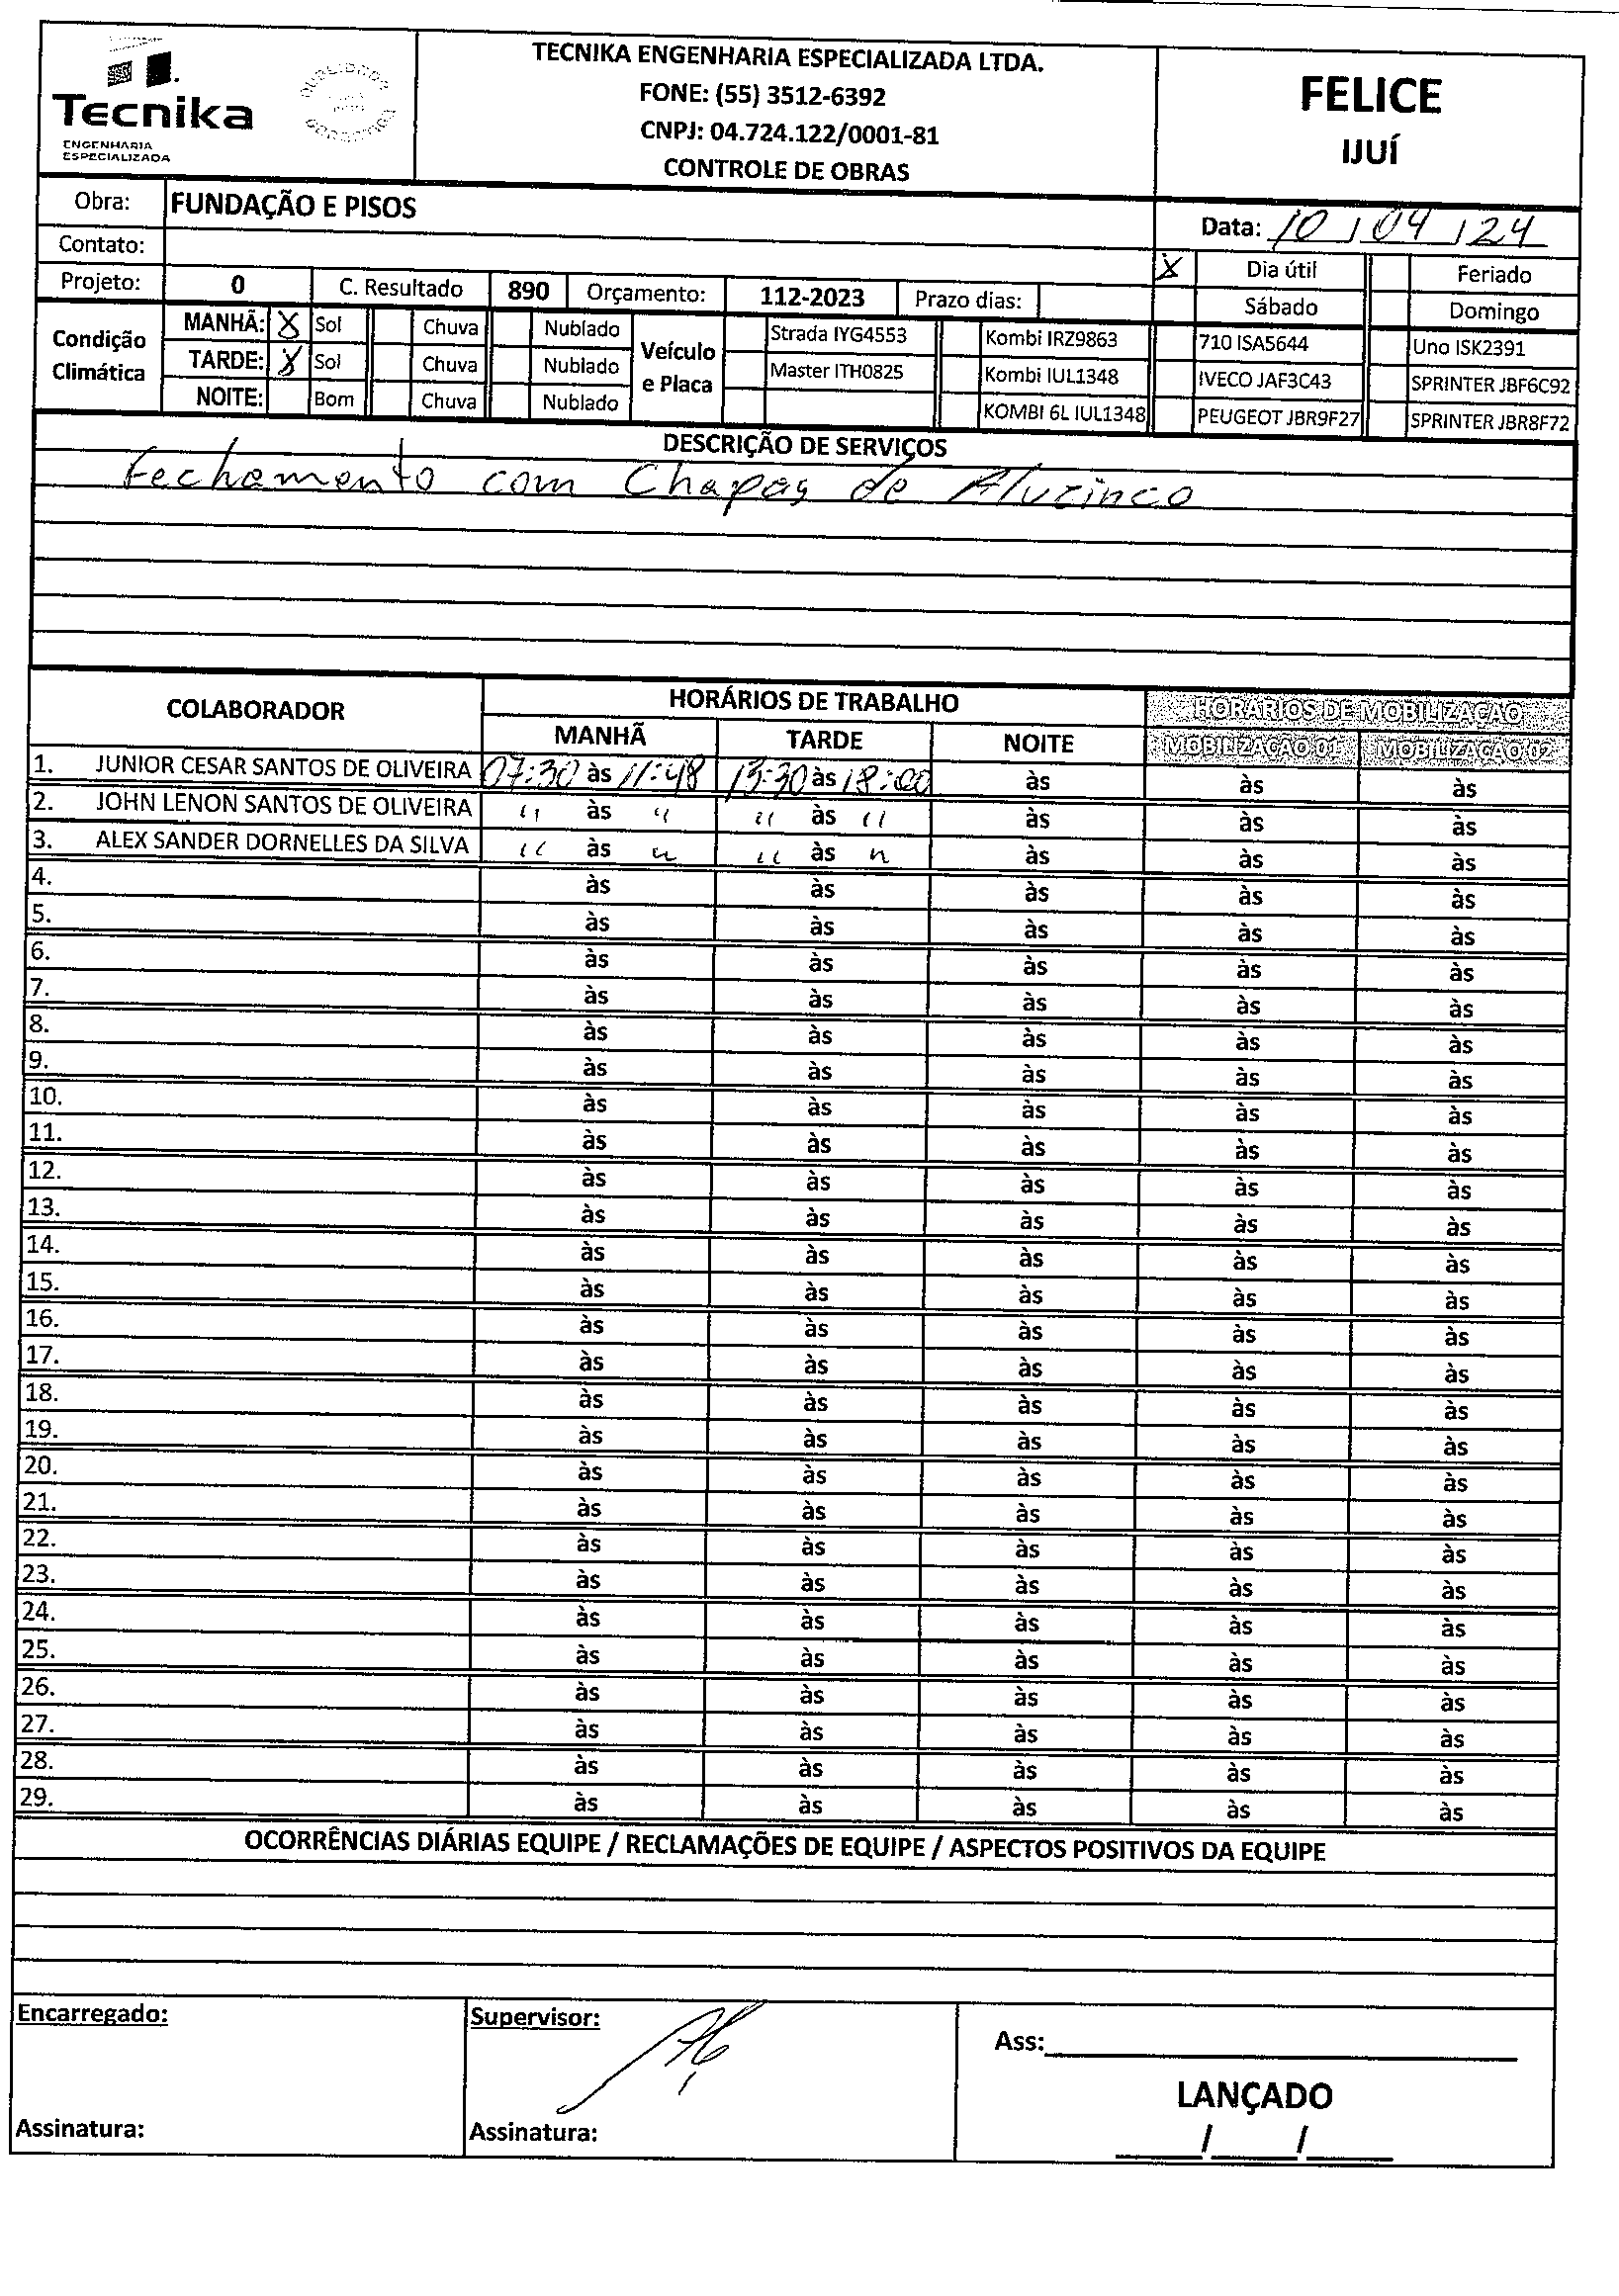 Tecnika
ENGENHARIA
ESPECIALIZADA
TECNIKA ENGENHARIA ESPECIALIZADA LTDA.
FONE: (55) 3512-6392
CNPJ: 04.724.122/0001-81
CONTROLE DE OBRAS
FELICE
IJUÍ
Obra: FUNDAÇÃO E PISOS
Data: 10/04/24
Contato:
X Dia útil Feriado
Projeto: 0 C. Resultado 890 Orçamento: 112-2023 Prazo dias:
Sábado Domingo
Condição Climática
MANHÃ: X Sol Chuva Nublado
TARDE: X Sol Chuva Nublado
NOITE: Bom Chuva Nublado
Veículo e Placa
Strada IYG4553 Kombi IRZ9863 710 ISA5644 Uno ISK2391
Master ITH0825 Kombi IUL1348 IVECO JAF3C43 SPRINTER JBF6C92
KOMBI 6L IUL1348 PEUGEOT JBR9F27 SPRINTER JBR8F72
DESCRIÇÃO DE SERVIÇOS
Fechamento com Chapas de Aluzinco
COLABORADOR HORÁRIOS DE TRABALHO HORÁRIOS DE MOBILIZAÇÃO
MANHÃ TARDE NOITE MOBILIZAÇÃO 01 MOBILIZAÇÃO 02
1. JUNIOR CESAR SANTOS DE OLIVEIRA 07:30 às 11:48 13:30 às 18:00 às às às
2. JOHN LENON SANTOS DE OLIVEIRA " às " " às " às às às
3. ALEX SANDER DORNELLES DA SILVA " às " " às " às às às
4. às às às às às
5. às às às às às
6. às às às às às
7. às às às às às
8. às às às às às
9. às às às às às
10. às às às às às
11. às às às às às
12. às às às às às
13. às às às às às
14. às às às às às
15. às às às às às
16. às às às às às
17. às às às às às
18. às às às às às
19. às às às às às
20. às às às às às
21. às às às às às
22. às às às às às
23. às às às às às
24. às às às às às
25. às às às às às
26. às às às às às
27. às às às às às
28. às às às às às
29. às às às às às
OCORRÊNCIAS DIÁRIAS EQUIPE / RECLAMAÇÕES DE EQUIPE / ASPECTOS POSITIVOS DA EQUIPE
Encarregado:
Assinatura:
Supervisor:
Assinatura:
Ass:
LANÇADO
/ /